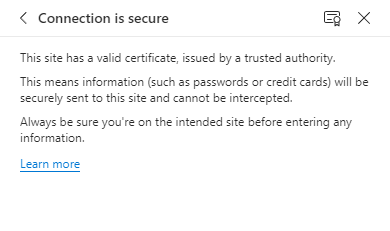 Connection is secure
This site has a valid certificate, issued by a trusted authority.
This means information (such as passwords or credit cards) will be
securely sent to this site and cannot be intercepted.
Always be sure you're on the intended site before entering any
information.
Learn more